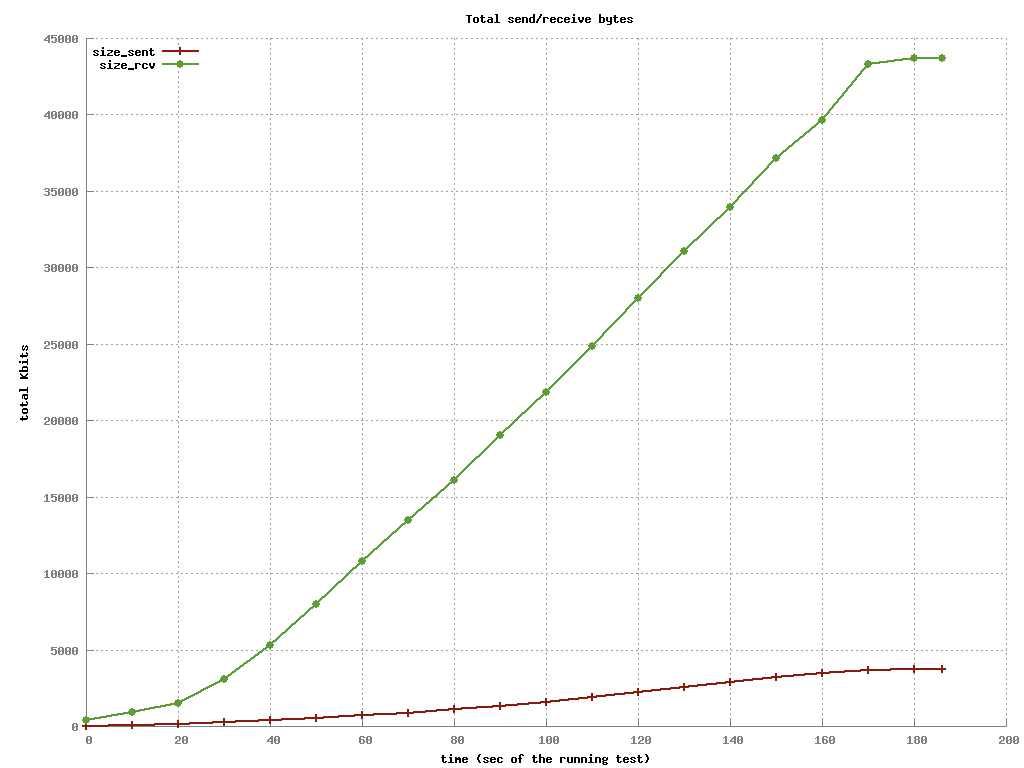 Total send/receive bytes
45000
size_sent
size_rcv
40000
35000
30000
25000
total Kbits
20000
15000
10000
5000
0
0 20 40 60 80 100 120 140 160 180 200
time (sec of the running test)